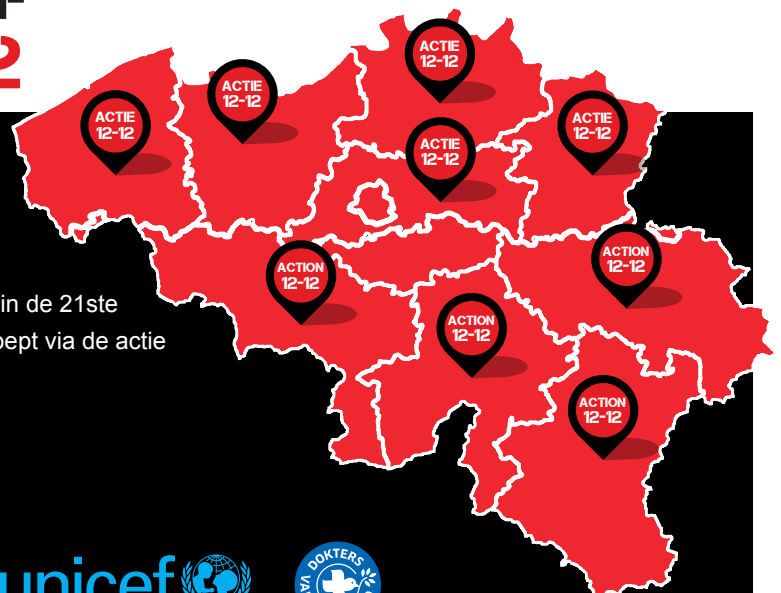 2
ACTIE
12-12
ACTIE
12-12
ACTIE
12-12
ACTIE
12-12
ACTIE
12-12
ACTION
12-12
ACTION
12-12
ACTION
12-12
ACTION
12-12
in de 21ste
via de actie
unicef
DOKTERS